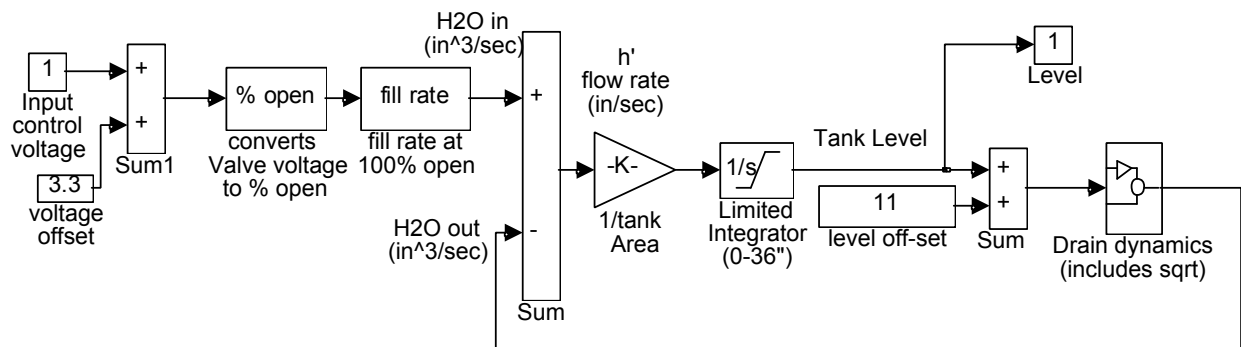 1
Input
control
voltage
3.3
voltage
offset
+
+
Sum1
% open
converts
Valve voltage
to % open
fill rate
fill rate at
100% open
H2O in
(in^3/sec)
H2O out
(in^3/sec)
+
-
Sum
h'
flow rate
(in/sec)
-K-
1/tank
Area
1/s
Limited
Integrator
(0-36")
Tank Level
1
Level
11
level off-set
+
+
Sum
Drain dynamics
(includes sqrt)